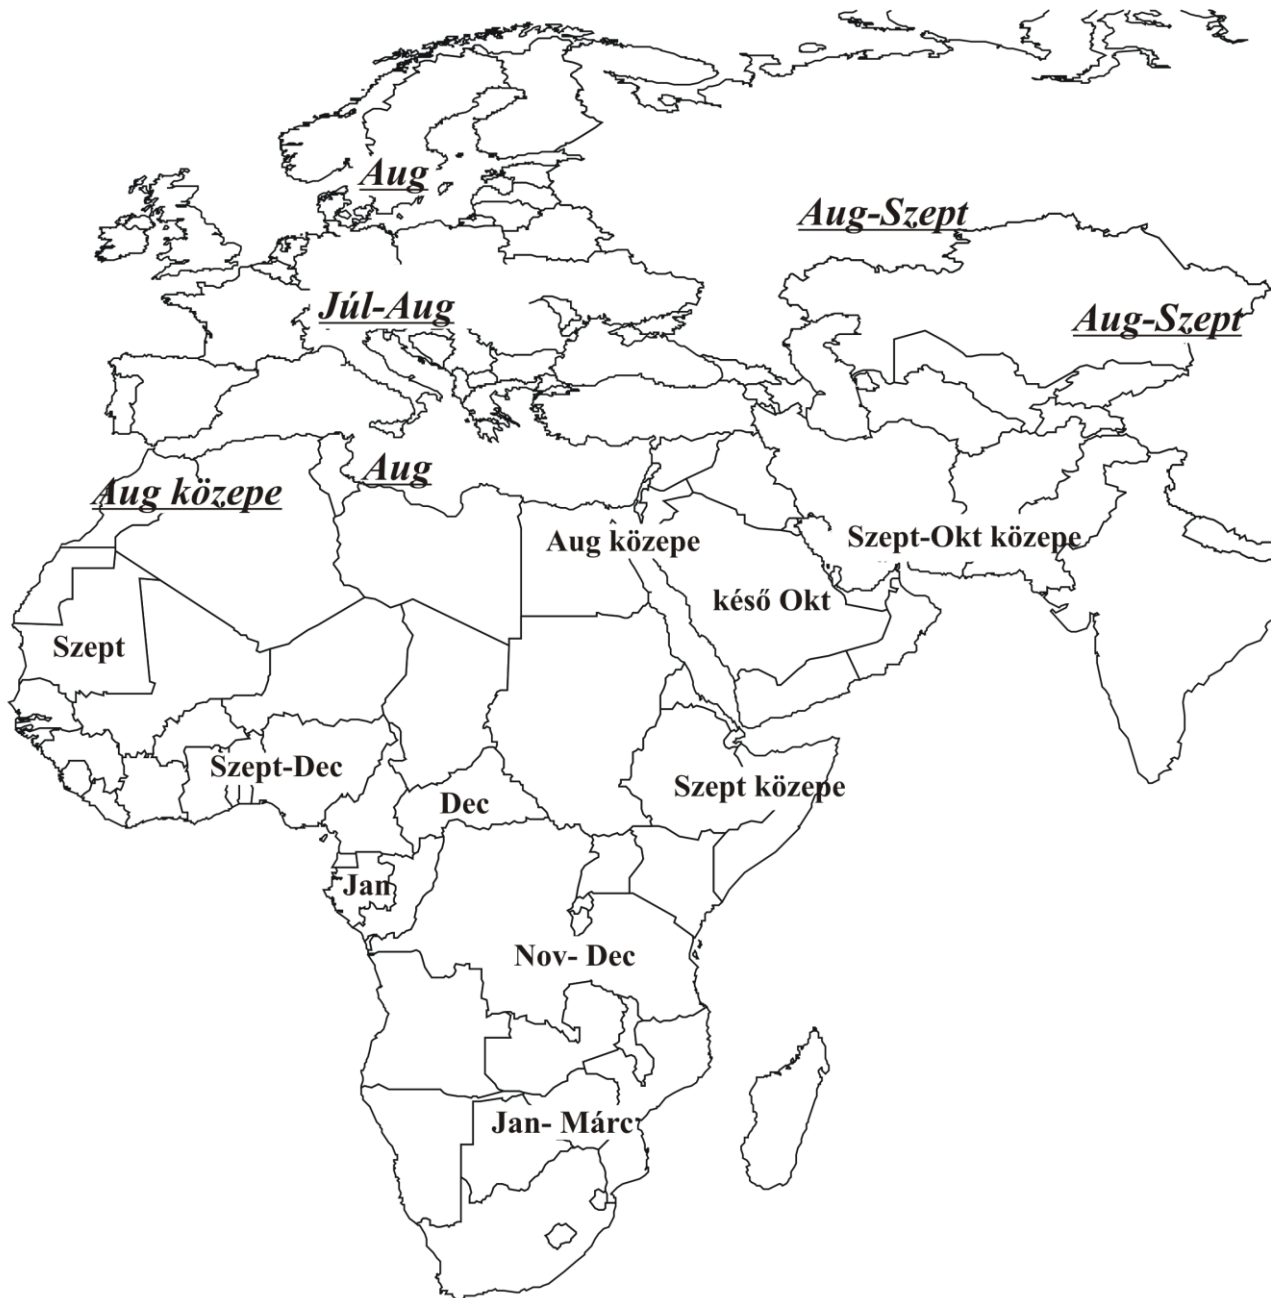 Aug
Aug-Szept
Júl-Aug
Aug-Szept
Aug
Aug közepe
Aug közepe
Szept-Okt közepe
késő Okt
Szept
Szept-Dec
Szept közepe
Dec
Jan
Nov- Dec
Jan- Márc